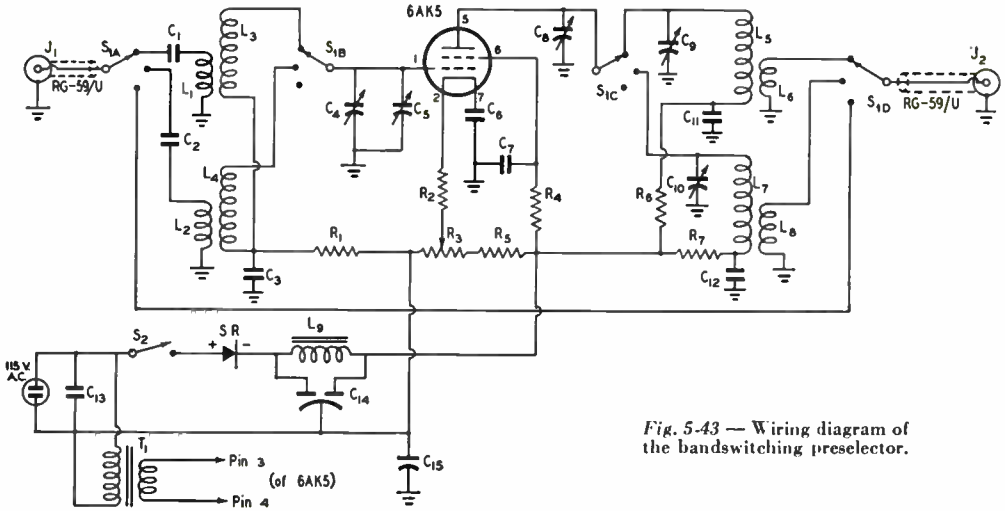 6AK5
J1
S1A
C1
L1
L3
S1B
1
5
6
2
7
C8
C9
L5
L6
S1C
S1D
J2
RG-59/U
RG-59/U
C2
C4
C5
C6
C7
C11
L4
L2
R2
R4
R6
C10
L7
L8
R1
R3
R5
R7
C3
C12
S2
+ SR -
L9
115 V.
A.C.
C13
C14
T1
Pin 3
(of 6AK5)
Pin 4
C15
Fig. 5-43 — Wiring diagram of
the bandswitching preselector.